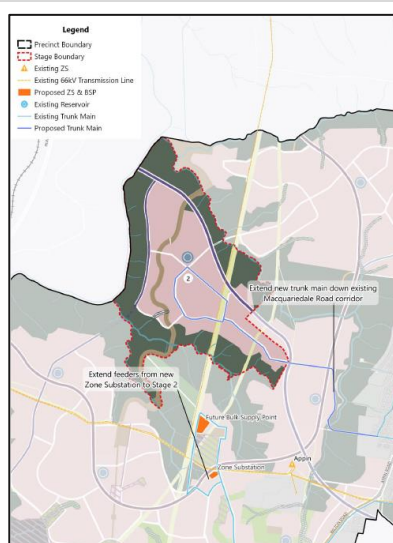 Legend
Precinct Boundary
Stage Boundary
Existing ZS
Existing 66kV Transmission Line
Proposed ZS & BSP
Existing Reservoir
Existing Trunk Main
Proposed Trunk Main
2
Extend new trunk main down existing
Macquariedale Road corridor
Extend feeders from new
Zone Substation to Stage 2
Future Bulk Supply Point
Appin
Zone Substation